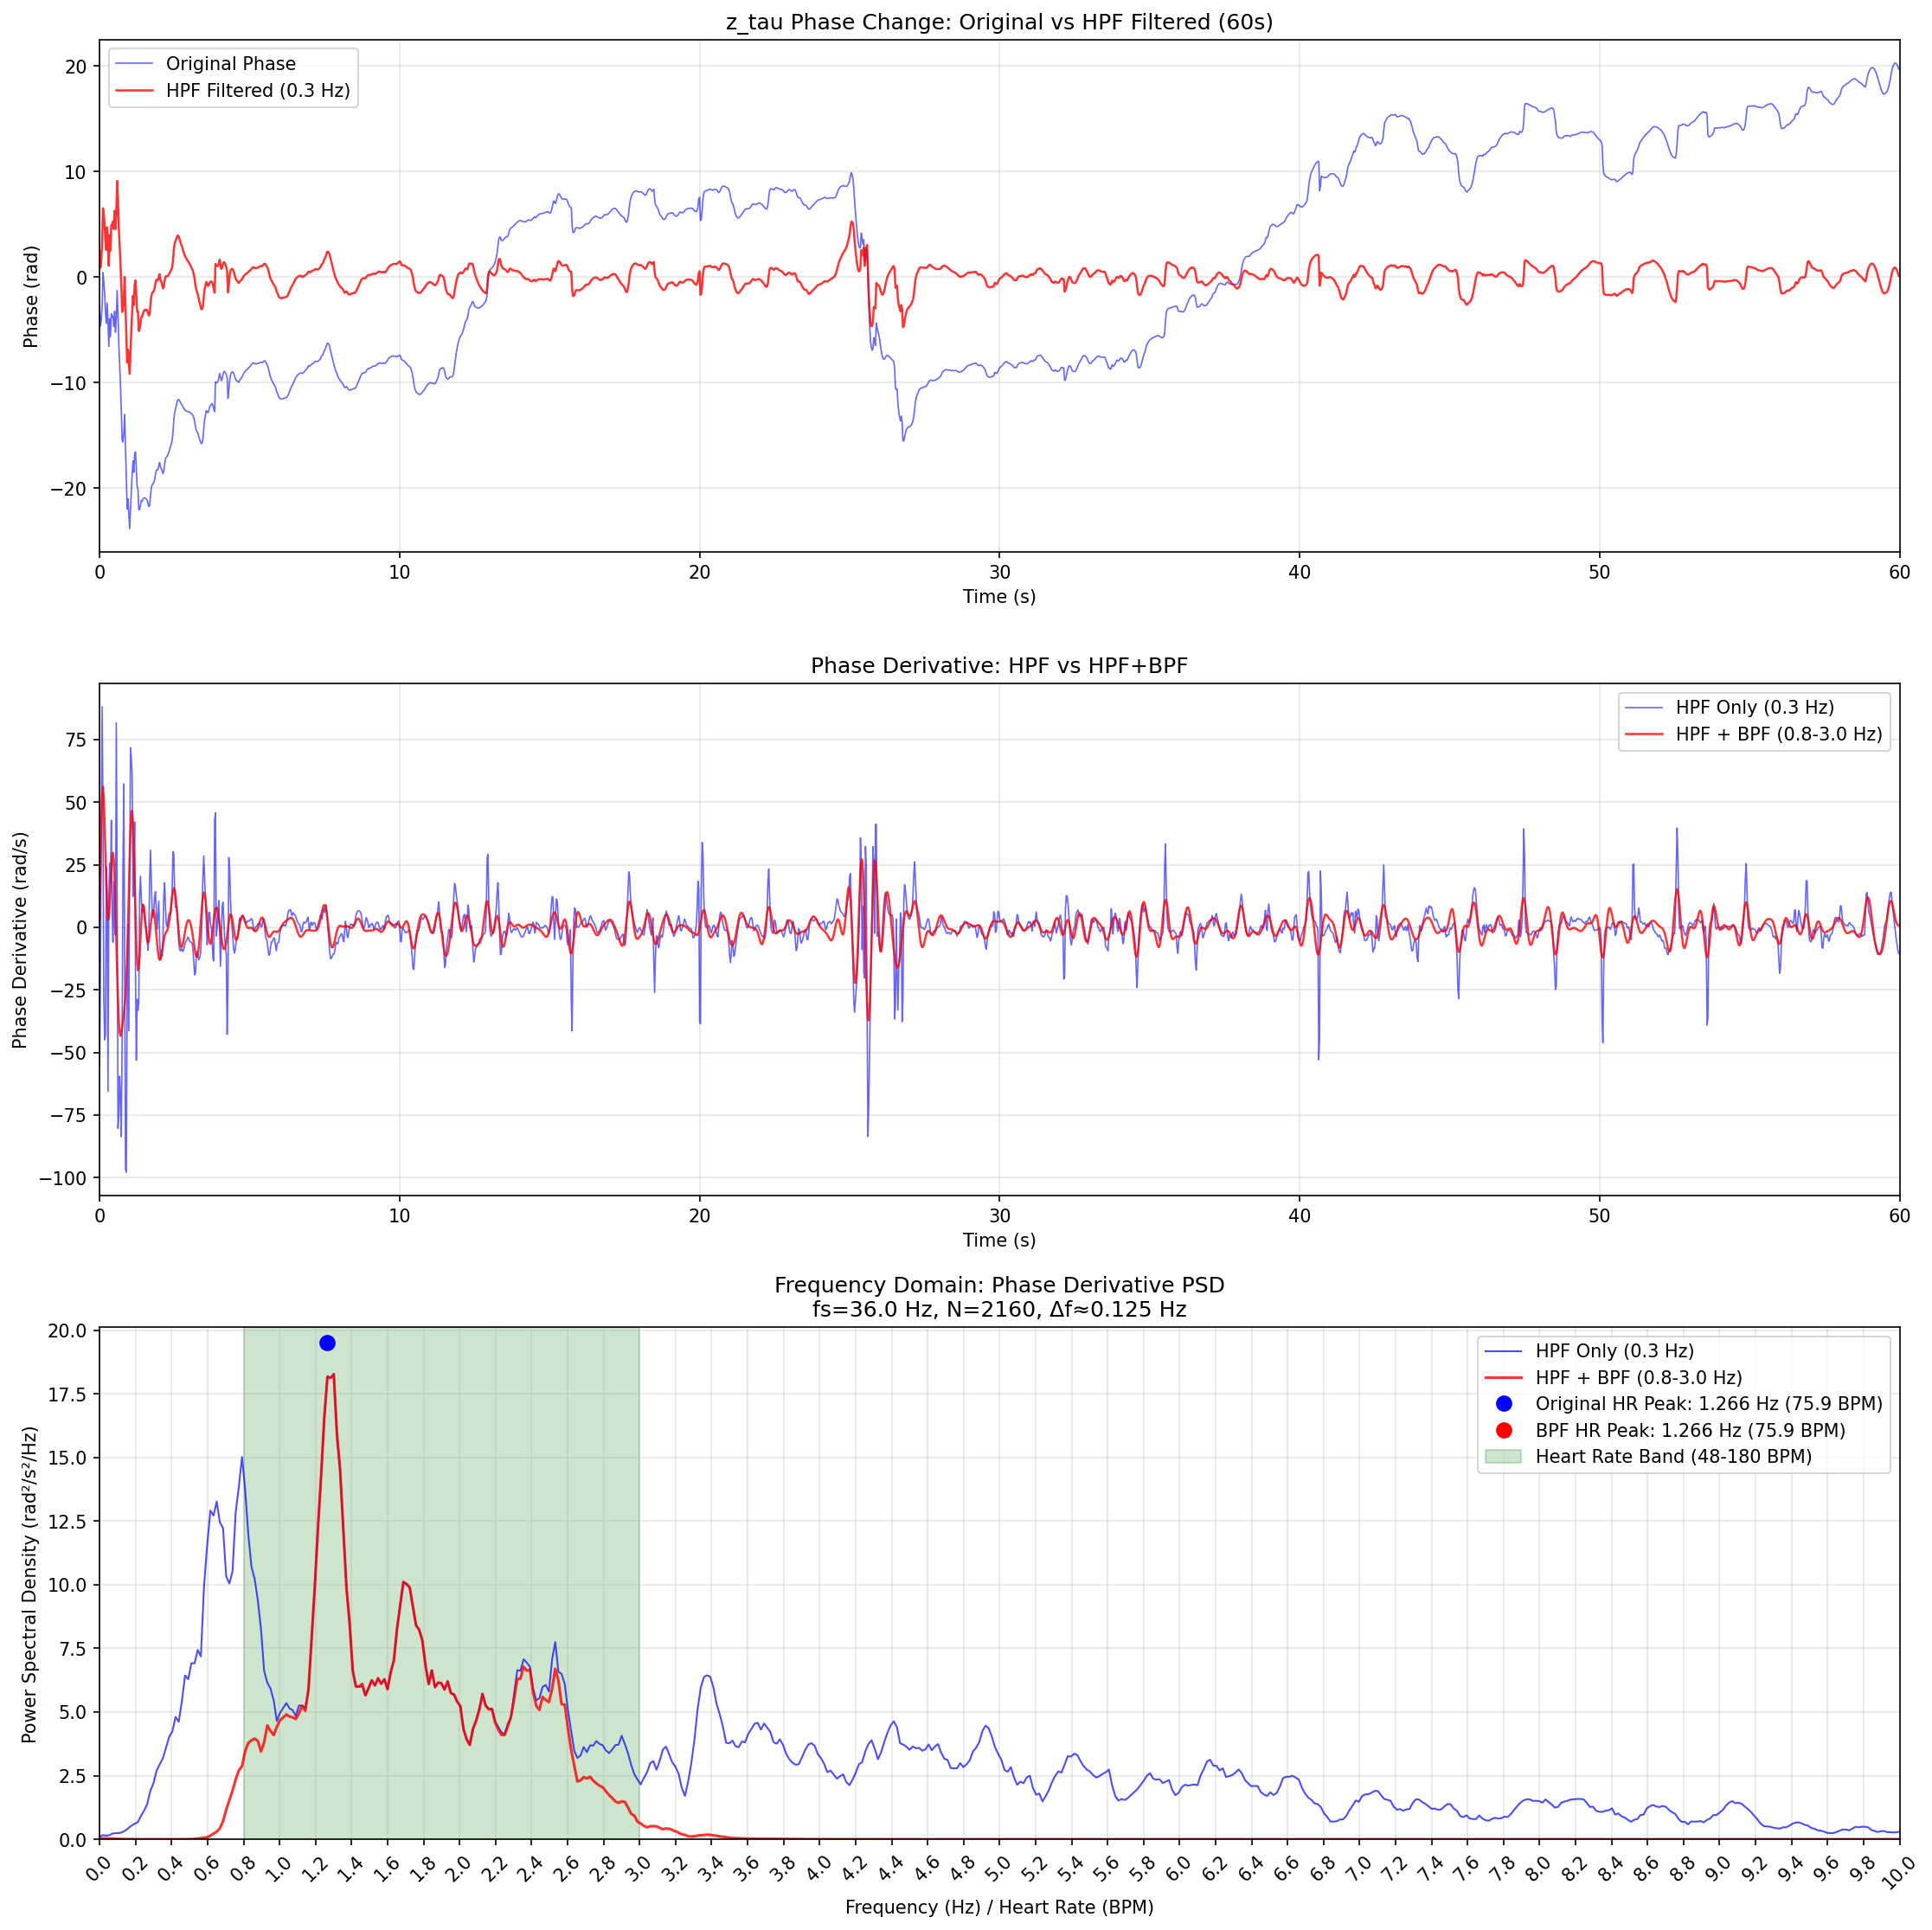 z_tau Phase Change: Original vs HPF Filtered (60s)
Original Phase
HPF Filtered (0.3 Hz)
Phase (rad)
20
10
0
−10
−20
0 10 20 30 40 50 60
Time (s)
Phase Derivative: HPF vs HPF+BPF
HPF Only (0.3 Hz)
HPF + BPF (0.8-3.0 Hz)
Phase Derivative (rad/s)
75
50
25
0
−25
−50
−75
−100
0 10 20 30 40 50 60
Time (s)
Frequency Domain: Phase Derivative PSD
fs=36.0 Hz, N=2160, Δf≈0.125 Hz
HPF Only (0.3 Hz)
HPF + BPF (0.8-3.0 Hz)
Original HR Peak: 1.266 Hz (75.9 BPM)
BPF HR Peak: 1.266 Hz (75.9 BPM)
Heart Rate Band (48-180 BPM)
Power Spectral Density (rad²/s²/Hz)
20.0
17.5
15.0
12.5
10.0
7.5
5.0
2.5
0.0
0.0 0.2 0.4 0.6 0.8 1.0 1.2 1.4 1.6 1.8 2.0 2.2 2.4 2.6 2.8 3.0 3.2 3.4 3.6 3.8 4.0 4.2 4.4 4.6 4.8 5.0 5.2 5.4 5.6 5.8 6.0 6.2 6.4 6.6 6.8 7.0 7.2 7.4 7.6 7.8 8.0 8.2 8.4 8.6 8.8 9.0 9.2 9.4 9.6 9.8 10.0
Frequency (Hz) / Heart Rate (BPM)